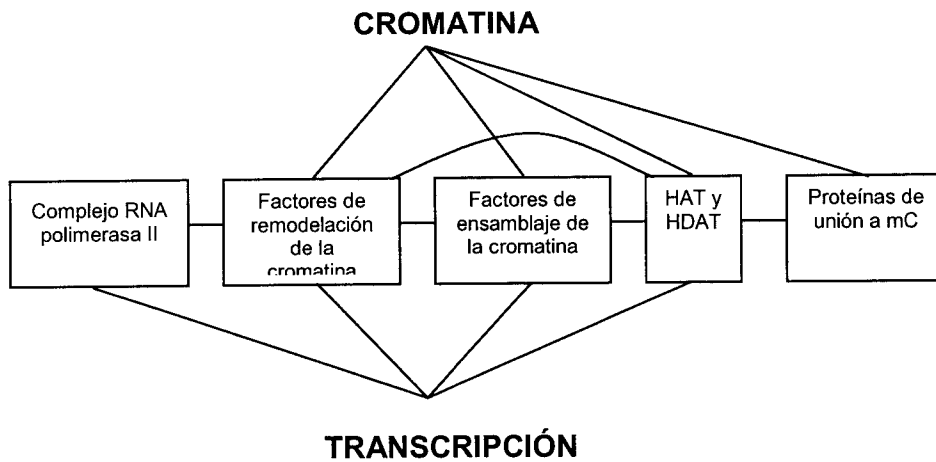 CROMATINA
Complejo RNA
polimerasa II
Factores de
remodelación
de la
cromatina
Factores de
ensamblaje de
la cromatina
HAT y
HDAT
Proteínas de
unión a mC
TRANSCRIPCIÓN